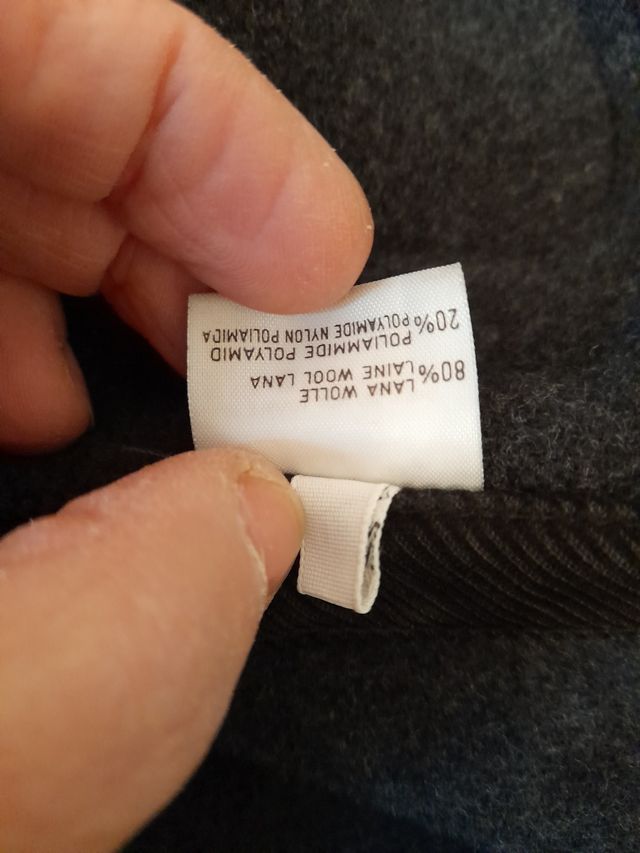 LANA WOLLE
80% LAINE WOOL LANA
POLIAMMIDE POLYAMID
20% POLYAMIDE NYLON POLIAMIDA